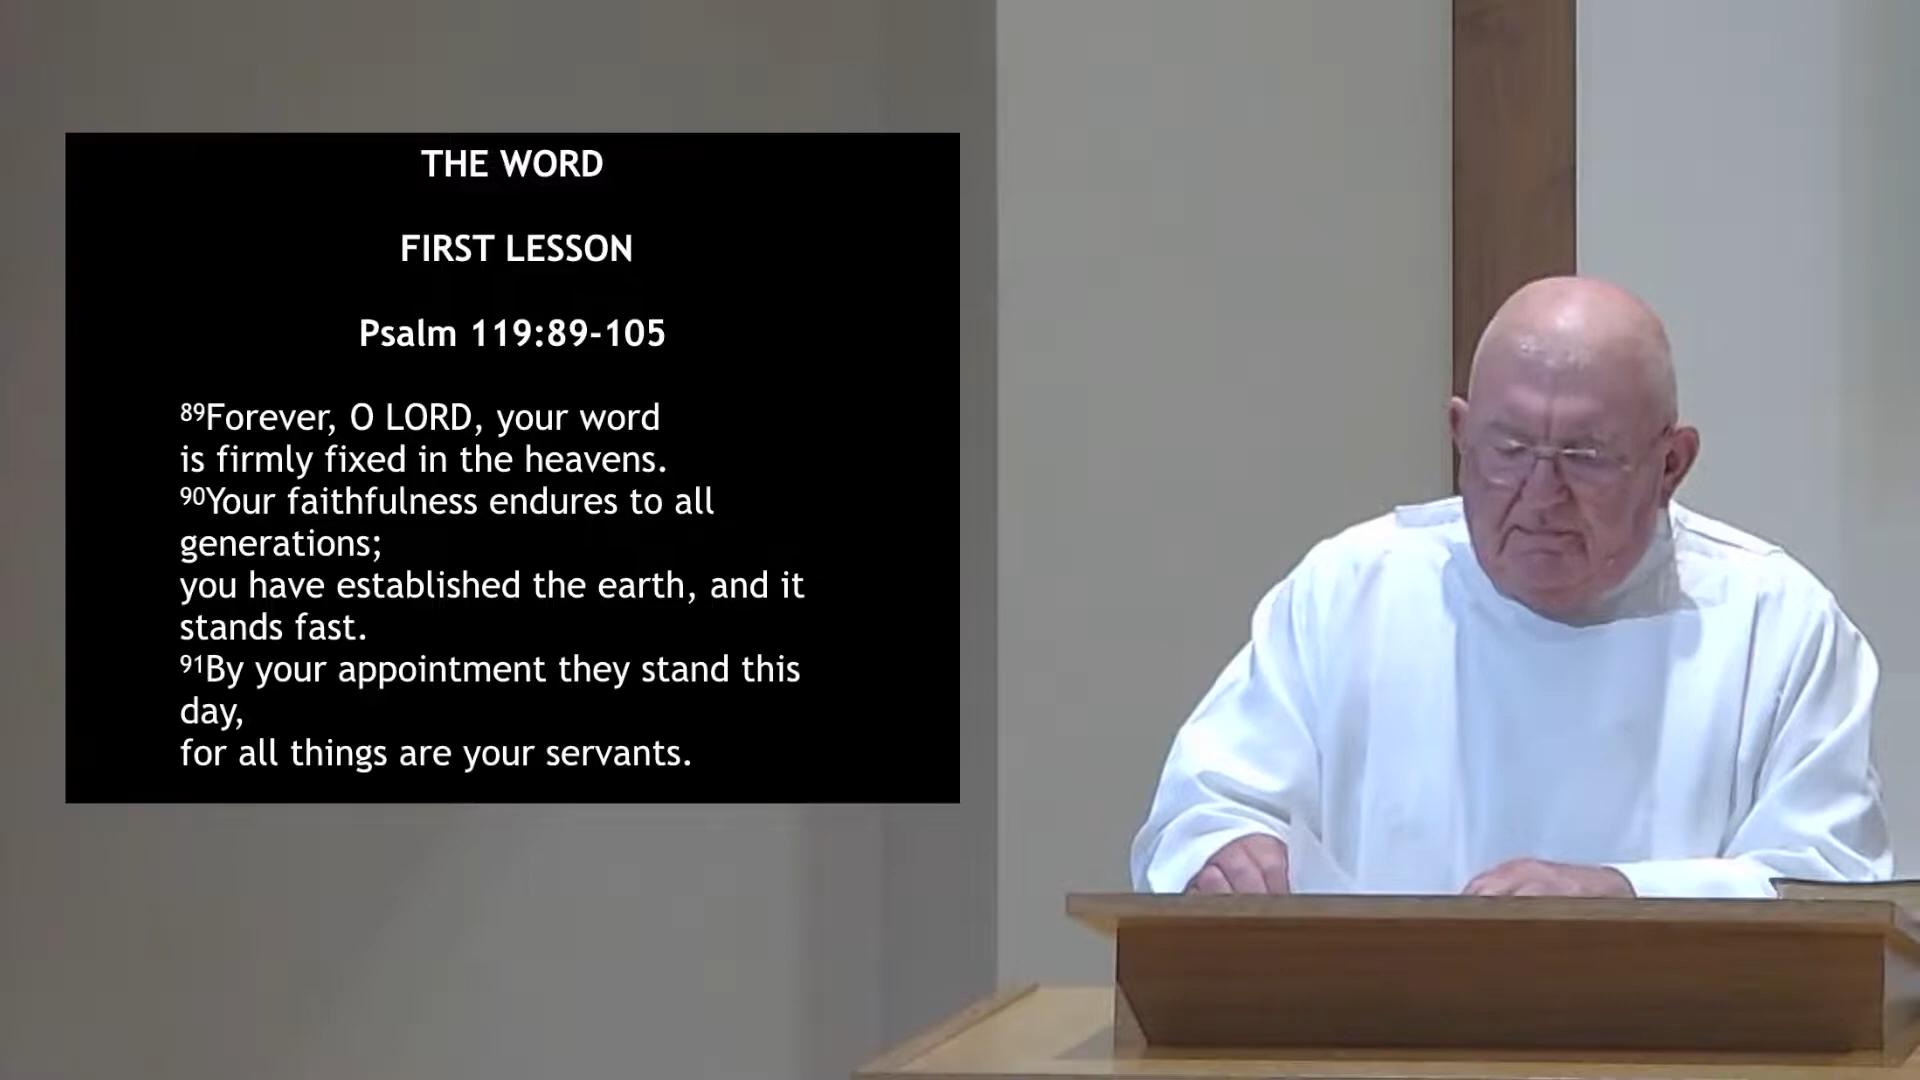 THE WORD
FIRST LESSON
Psalm 119:89-105
89Forever, O LORD, your word
is firmly fixed in the heavens.
90Your faithfulness endures to all
generations;
you have established the earth, and it
stands fast.
91By your appointment they stand this
day,
for all things are your servants.